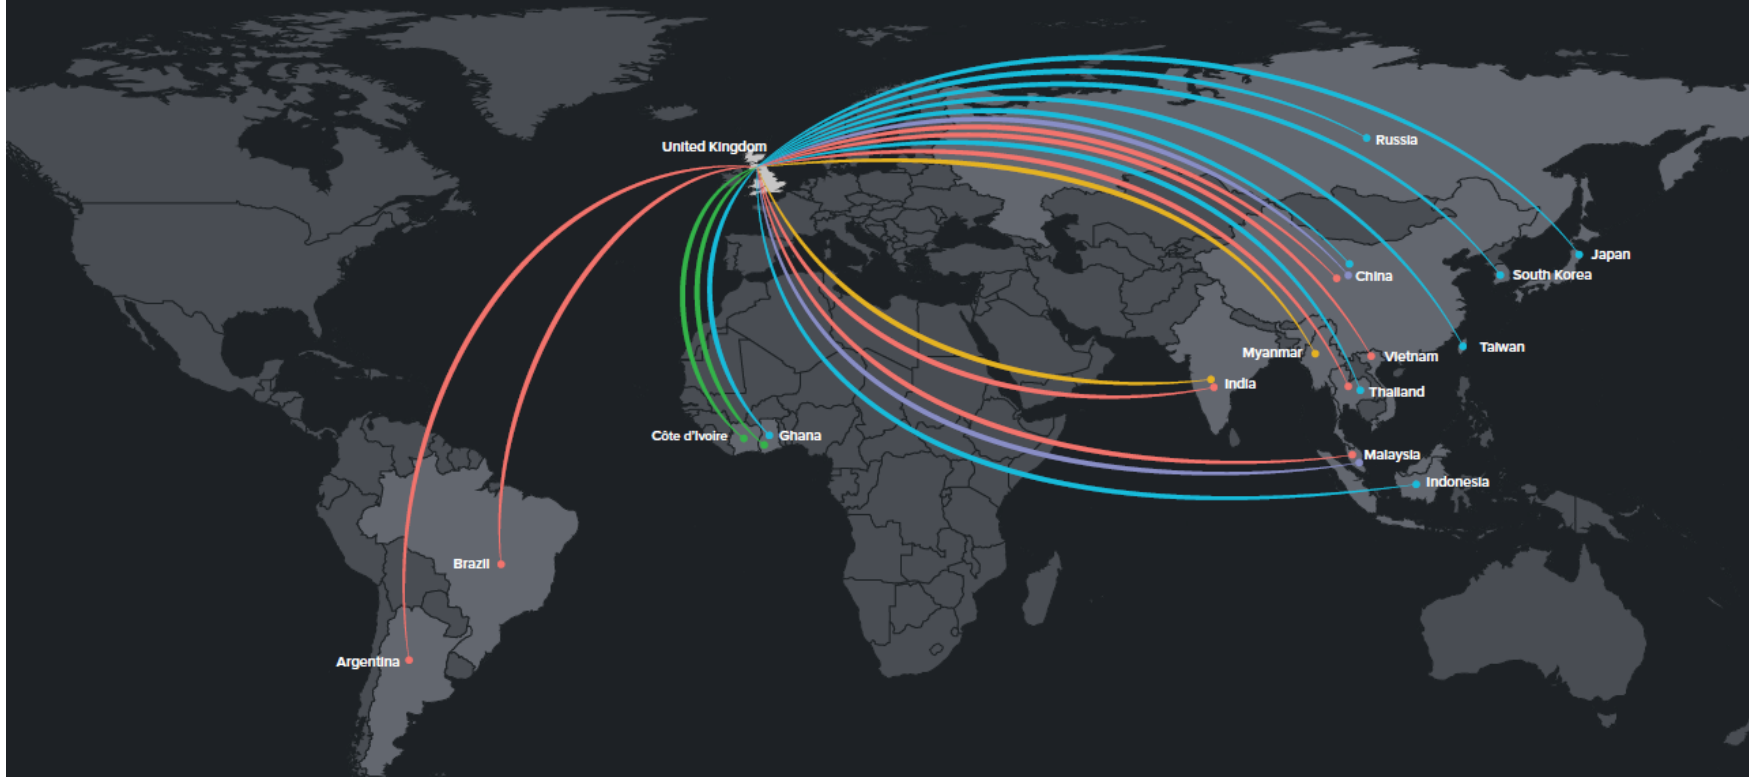 United Kingdom
Russia
Japan
South Korea
China
Taiwan
Myanmar
Vietnam
India
Thailand
Côte d'Ivoire
Ghana
Malaysia
Indonesia
Brazil
Argentina